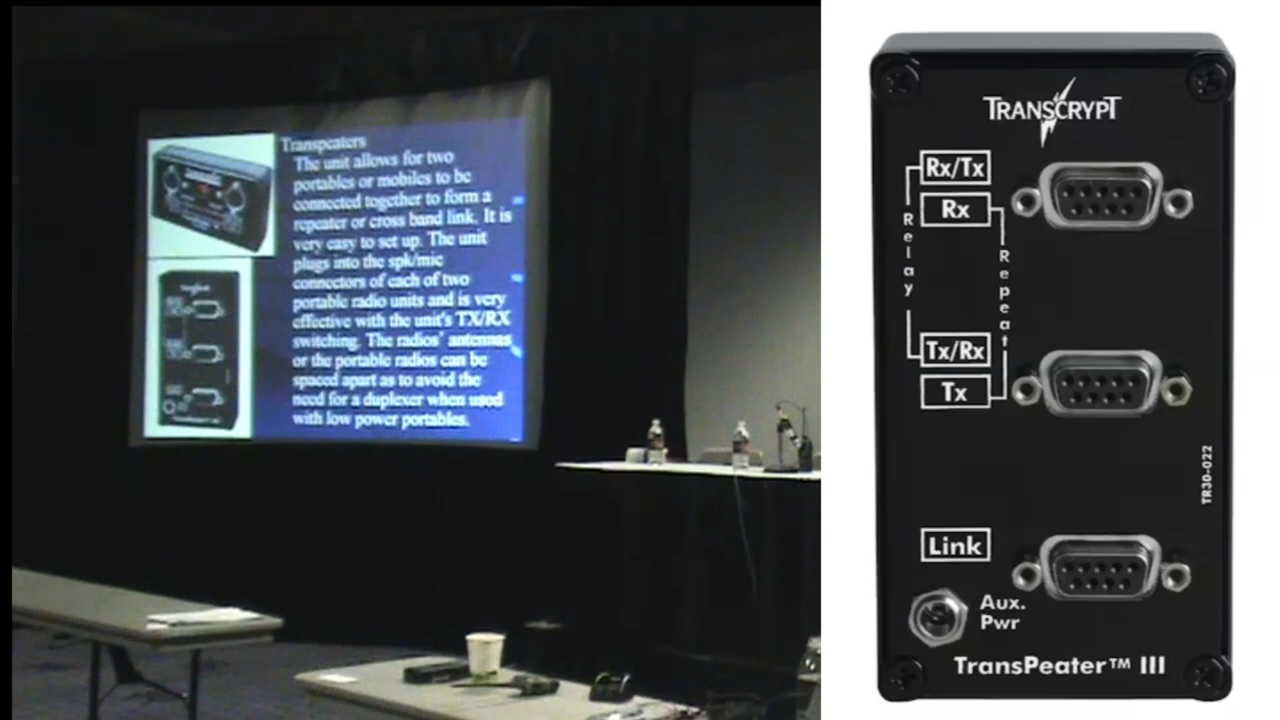 Transpeaters
The unit allows for two
portables or mobiles to be
connected together to form a
repeater or cross band link. It is
very easy to set up. The unit
plugs into the spk/mic
connectors of each of two
portable radio units and is very
effective with the unit's TX/RX
switching. The radios' antennas
or the portable radios can be
spaced apart as to avoid the
need for a duplexer when used
with low power portables.
TRANSCRYPT
Rx/Tx
Rx
Relay
Repeat
Tx/Rx
Tx
TR30-022
Link
Aux.
Pwr
TransPeater™ III